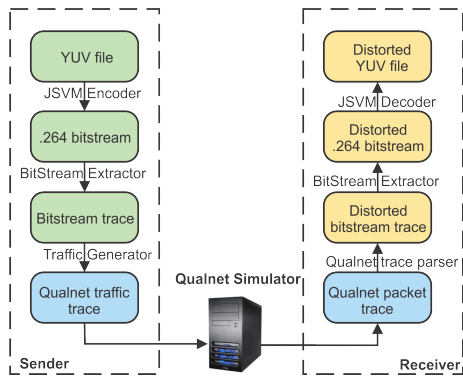 YUV file
JSVM Encoder
.264 bitstream
BitStream Extractor
Bitstream trace
Traffic Generator
Qualnet traffic
trace
Sender
Qualnet Simulator
Distorted
YUV file
JSVM Decoder
Distorted
.264 bitstream
BitStream Extractor
Distorted
bitstream trace
Qualnet trace parser
Qualnet packet
trace
Receiver